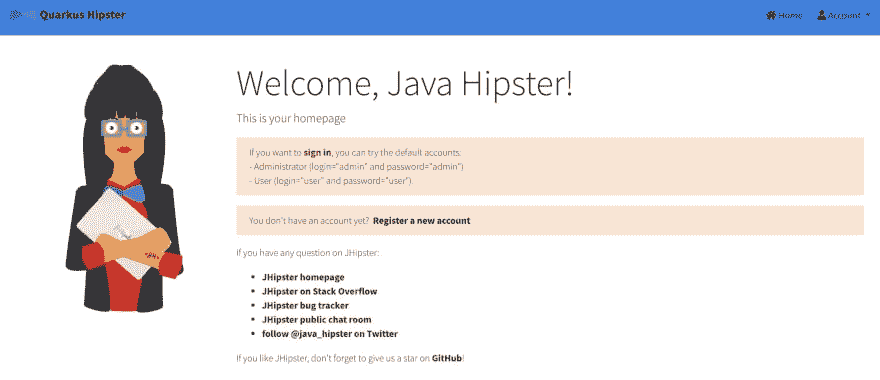 Quarkus Hipster
Home
Account
Welcome, Java Hipster!
This is your homepage
If you want to sign in, you can try the default accounts:
- Administrator (login="admin" and password="admin")
- User (login="user" and password="user").
You don't have an account yet? Register a new account
If you have any question on JHipster:
JHipster homepage
JHipster on Stack Overflow
JHipster bug tracker
JHipster public chat room
follow @java_hipster on Twitter
If you like JHipster, don't forget to give us a star on GitHub!